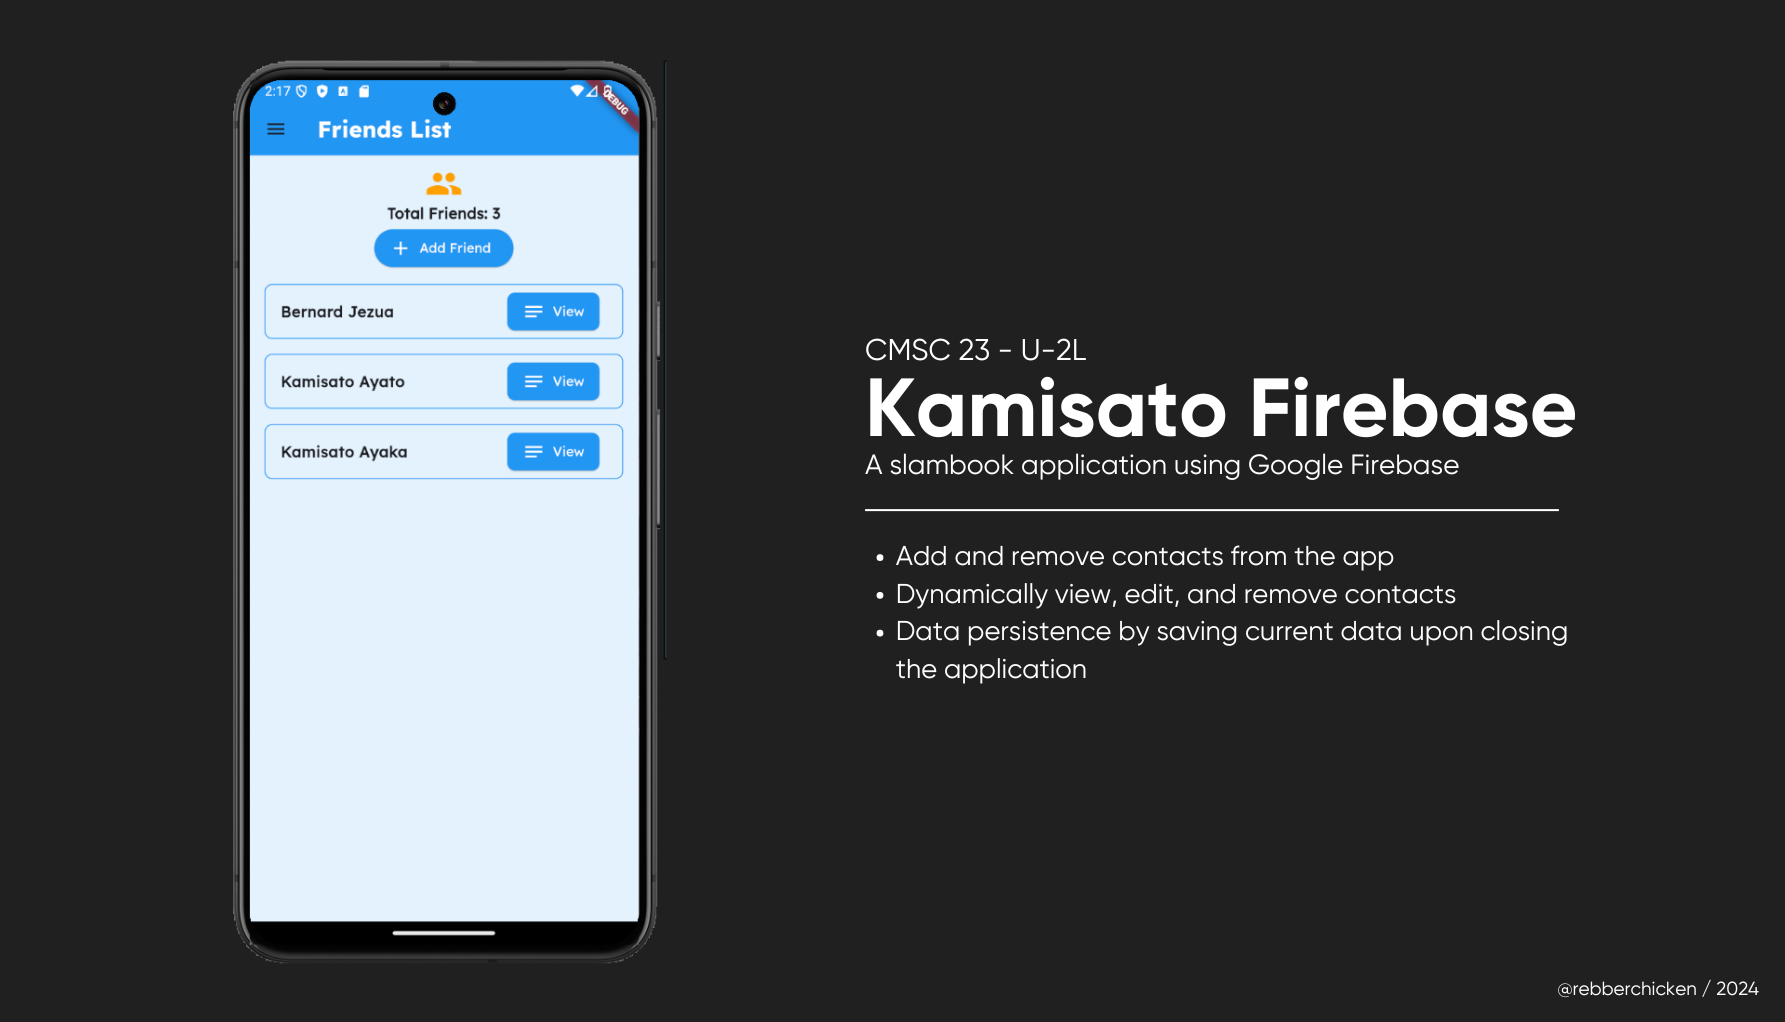 2:17
DEBUG
Friends List
Total Friends: 3
+ Add Friend
Bernard Jezua
View
Kamisato Ayato
View
Kamisato Ayaka
View
CMSC 23 - U-2L
Kamisato Firebase
A slambook application using Google Firebase
• Add and remove contacts from the app
• Dynamically view, edit, and remove contacts
• Data persistence by saving current data upon closing
the application
@rebberchicken / 2024